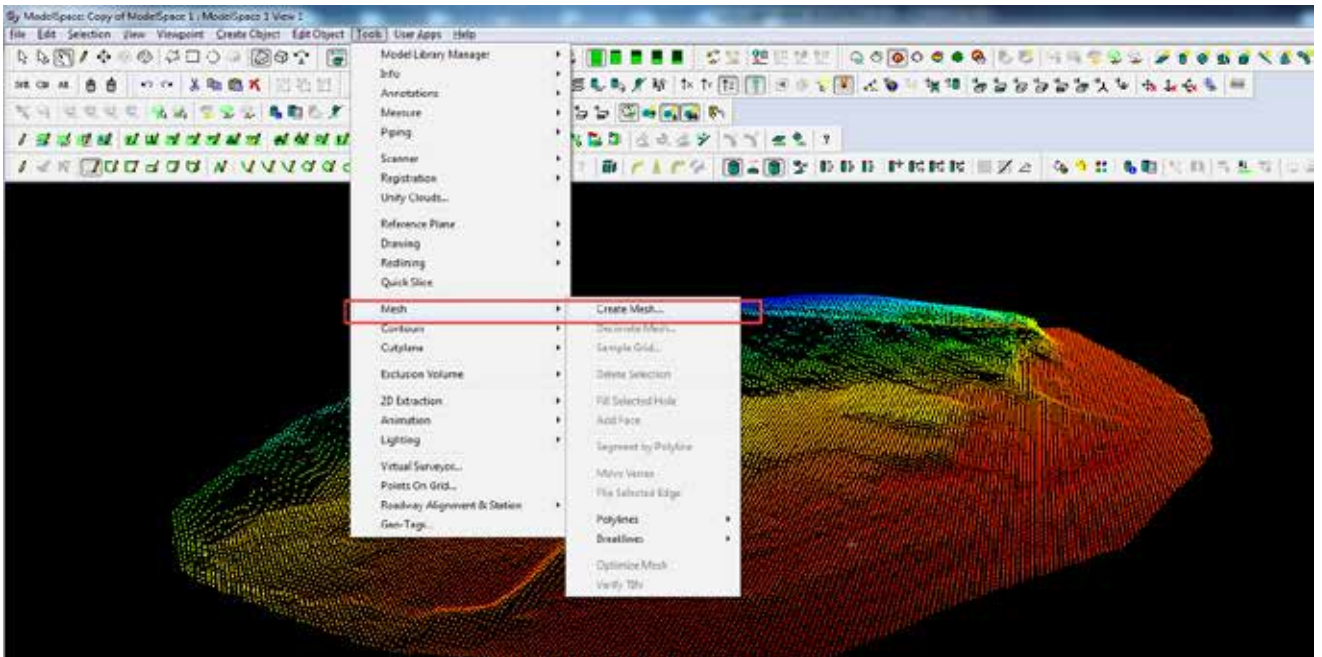 ModelSpace: Copy of ModelSpace 1 : ModelSpace 1 View 1
File Edit Selection View Viewpoint Create Object Edit Object Tools User Apps Help
Model Library Manager
Info
Annotations
Measure
Piping
Scanner
Registration
Unity Clouds...
Reference Plane
Drawing
Redlining
Quick Slice
Mesh
Contours
Cutplane
Exclusion Volume
2D Extraction
Animation
Lighting
Virtual Surveyor...
Points On Grid...
Roadway Alignment & Station
Geo-Tags...
Create Mesh...
Decimate Mesh...
Sample Grid...
Delete Selection
Fill Selected Hole
Add Face
Segment by Polyline
Move Vertex
Flip Selected Edge
Polylines
Breaklines
Optimize Mesh
Verify TIN